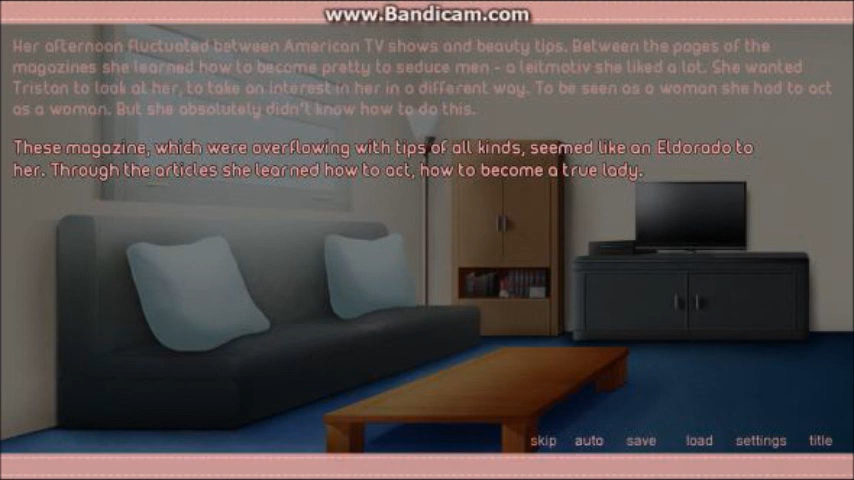 www.Bandicam.com
Her afternoon fluctuated between American TV shows and beauty tips. Between the pages of the
magazines she learned how to become pretty to seduce men - a leitmotiv she liked a lot. She wanted
Tristan to look at her, to take an interest in her in a different way. To be seen as a woman she had to act
as a woman. But she absolutely didn't know how to do this.
These magazine, which were overflowing with tips of all kinds, seemed like an Eldorado to
her. Through the articles she learned how to act, how to become a true lady.
skip auto save load settings title